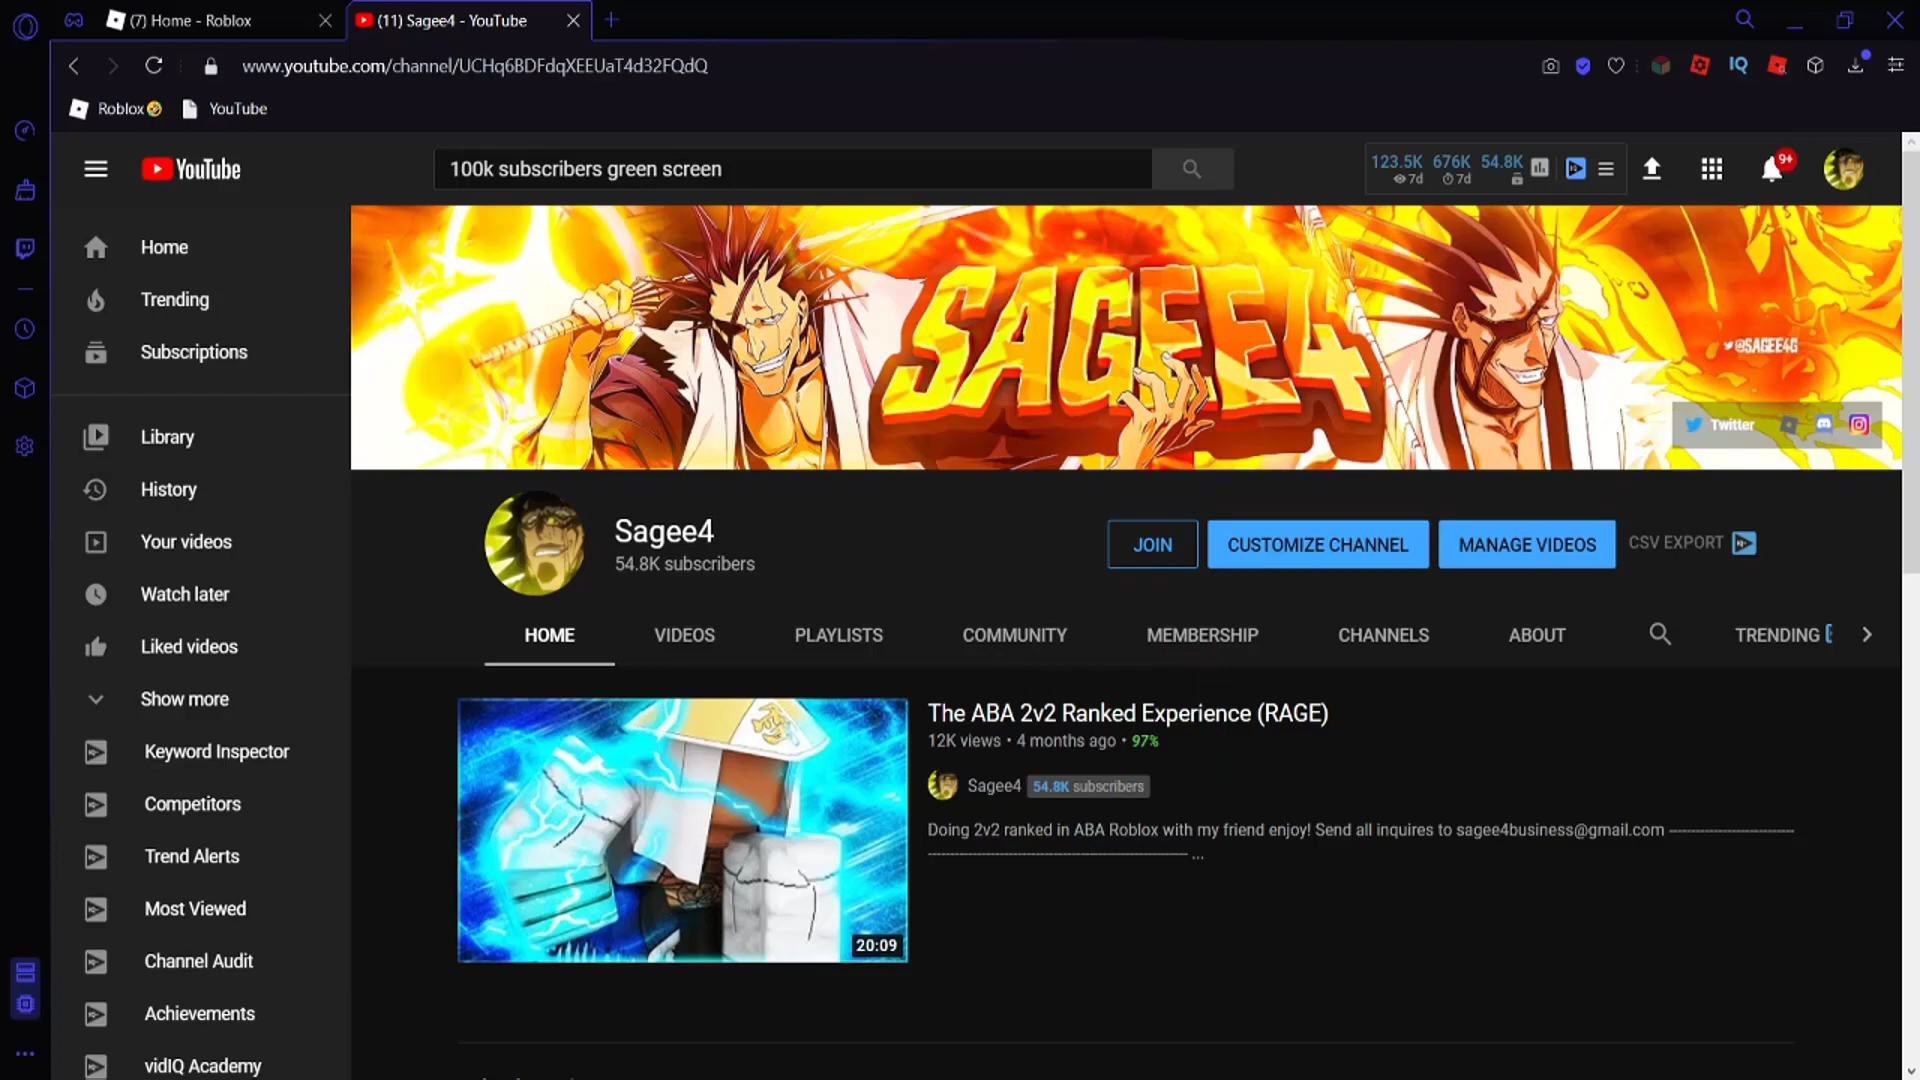 (7) Home - Roblox
(11) Sagee4 - YouTube
www.youtube.com/channel/UCHq6BDFdqXEEUaT4d32FQdQ
IQ
Roblox🤣
YouTube
YouTube
100k subscribers green screen
123.5K 676K 54.8K
7d 7d
9+
Home
Trending
Subscriptions
Library
History
Your videos
Watch later
Liked videos
Show more
Keyword Inspector
Competitors
Trend Alerts
Most Viewed
Channel Audit
Achievements
vidIQ Academy
SAGEE4
@SAGEE4G
Twitter
Sagee4
54.8K subscribers
JOIN
CUSTOMIZE CHANNEL
MANAGE VIDEOS
CSV EXPORT
HOME
VIDEOS
PLAYLISTS
COMMUNITY
MEMBERSHIP
CHANNELS
ABOUT
TRENDING
20:09
The ABA 2v2 Ranked Experience (RAGE)
12K views • 4 months ago • 97%
Sagee4 54.8K subscribers
Doing 2v2 ranked in ABA Roblox with my friend enjoy! Send all inquires to sagee4business@gmail.com ----------------------------
---------------------------------------------------------- ...